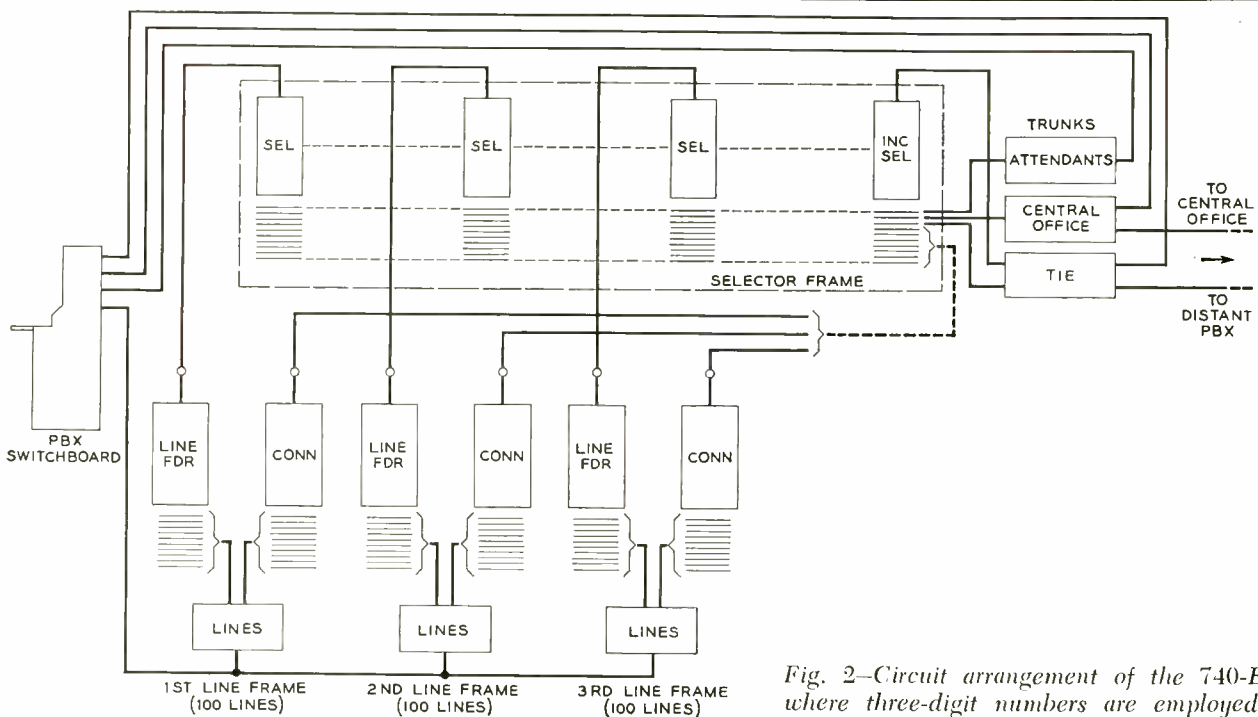 SEL
SEL
SEL
INC
SEL
TRUNKS
ATTENDANTS
CENTRAL
OFFICE
TIE
TO
CENTRAL
OFFICE
TO
DISTANT
PBX
SELECTOR FRAME
PBX
SWITCHBOARD
LINE
FDR
CONN
LINE
FDR
CONN
LINE
FDR
CONN
LINES
LINES
LINES
1ST LINE FRAME
(100 LINES)
2ND LINE FRAME
(100 LINES)
3RD LINE FRAME
(100 LINES)
Fig. 2—Circuit arrangement of the 740-E
where three-digit numbers are employed